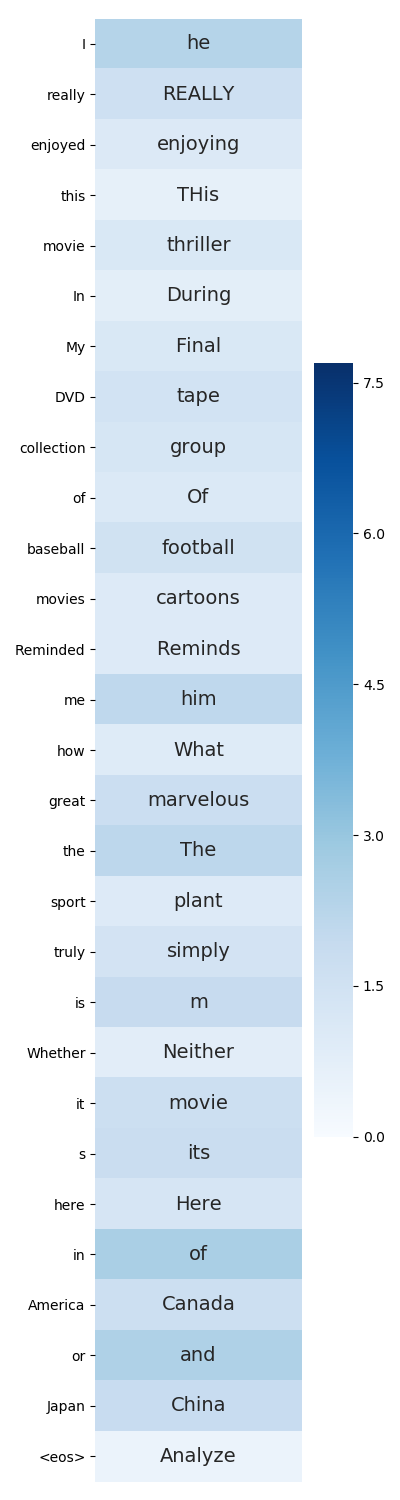 I he
really REALLY
enjoyed enjoying
this THis
movie thriller
In During
My Final
DVD tape
7.5
collection group
of Of
6.0
baseball football
movies cartoons
Reminded Reminds
4.5
me him
how What
great marvelous
3.0
the The
sport plant
truly simply
1.5
is m
Whether Neither
it movie
0.0
s its
here Here
in of
America Canada
or and
Japan China
<eos> Analyze